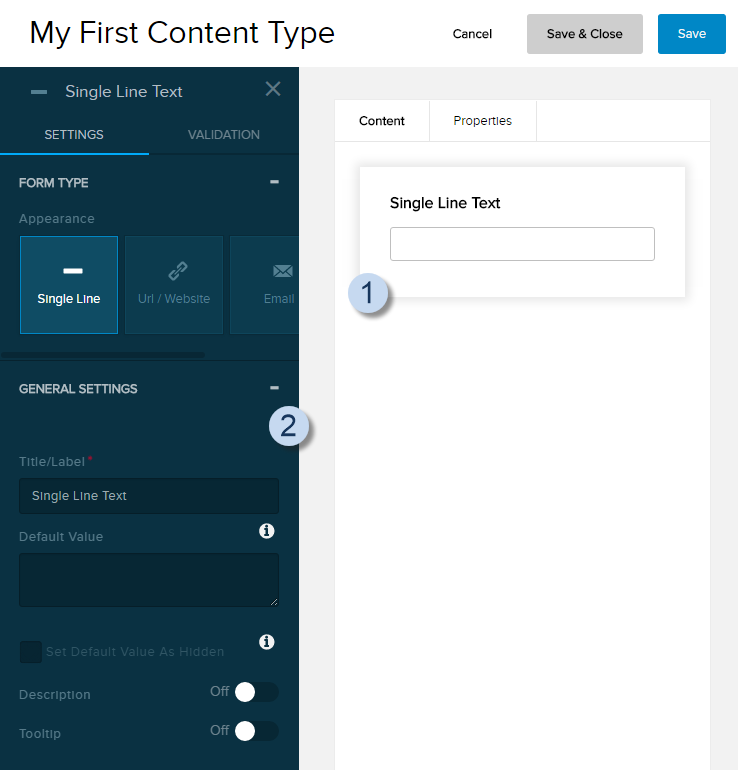 My First Content Type
Cancel
Save & Close
Save
Single Line Text
SETTINGS
VALIDATION
FORM TYPE
Appearance
Single Line
Url / Website
Email
GENERAL SETTINGS
2
Title/Label*
Single Line Text
Default Value
Set Default Value As Hidden
Description
Off
Tooltip
Off
Content
Properties
Single Line Text
1